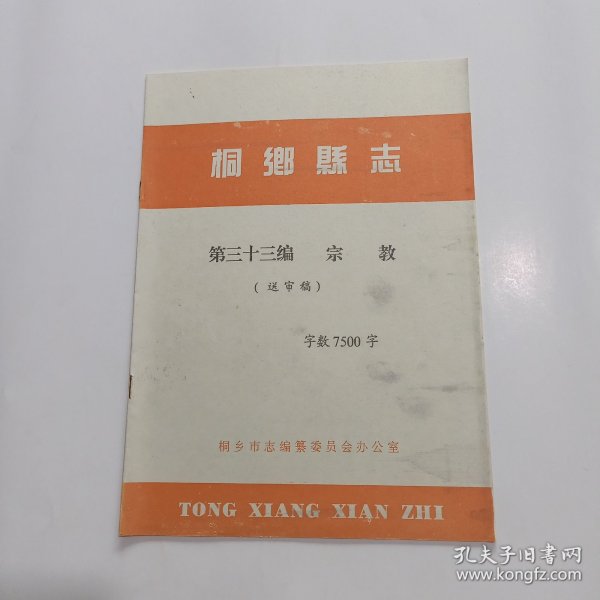 桐鄉縣志
第三十三编 宗 教
(送审稿)
字数7500字
桐乡市志编纂委员会办公室
TONG XIANG XIAN ZHI
孔夫子旧书网
www.kongfz.com